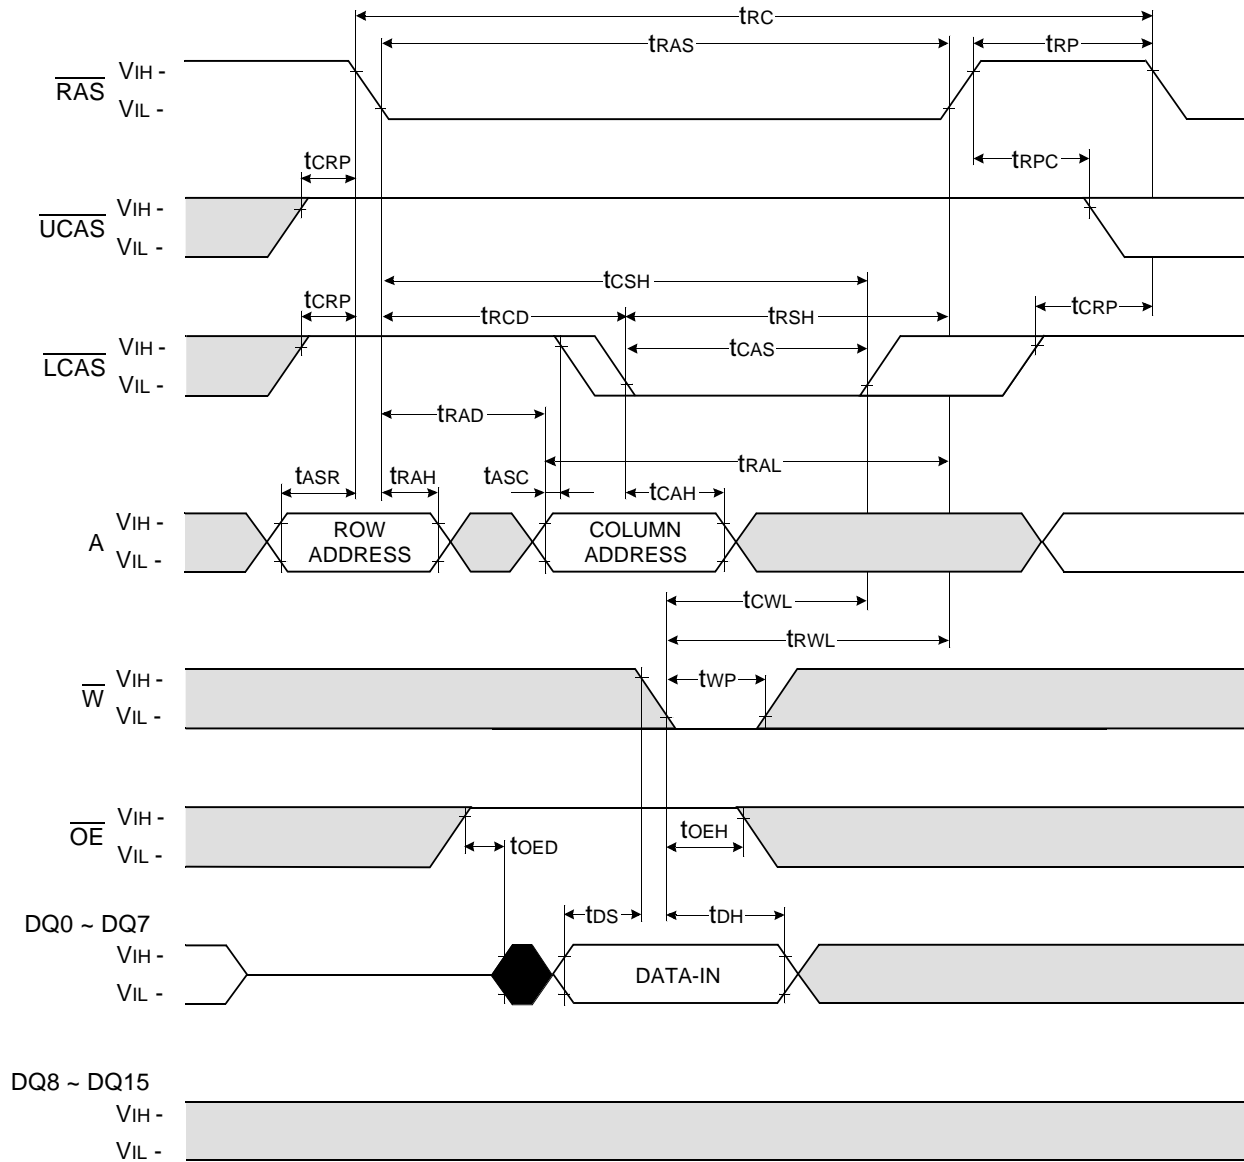 tRC
tRAS
tRP
RAS
VIH -
VIL -
tCRP
tRPC
UCAS
VIH -
VIL -
tCSH
tCRP
tRCD
tRSH
tCRP
LCAS
VIH -
VIL -
tCAS
tRAD
tRAL
tASR
tRAH
tASC
tCAH
A
VIH -
VIL -
ROW
ADDRESS
COLUMN
ADDRESS
tCWL
tRWL
W
VIH -
VIL -
tWP
OE
VIH -
VIL -
tOED
tOEH
DQ0 ~ DQ7
VIH -
VIL -
tDS
tDH
DATA-IN
DQ8 ~ DQ15
VIH -
VIL -